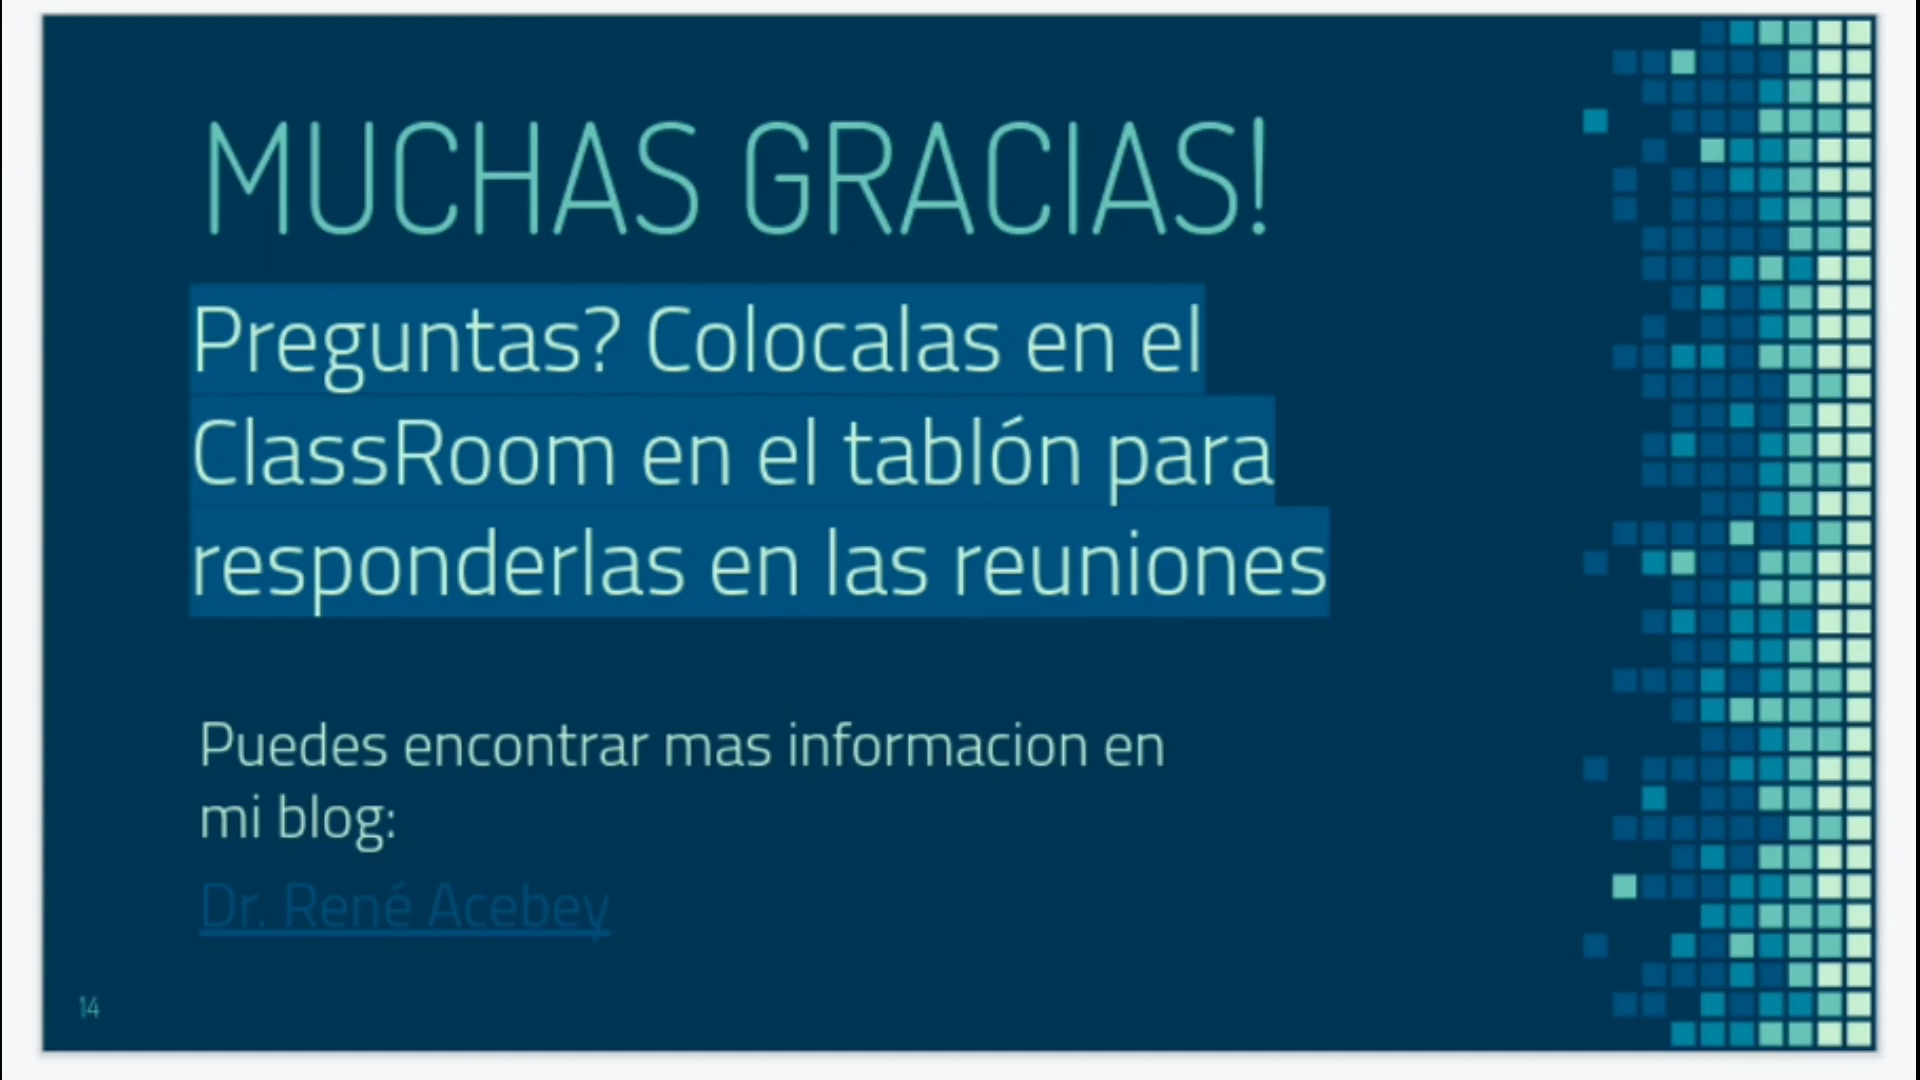 MUCHAS GRACIAS!
Preguntas? Colocalas en el
ClassRoom en el tablón para
responderlas en las reuniones
Puedes encontrar mas informacion en
mi blog:
Dr. René Acebey
14